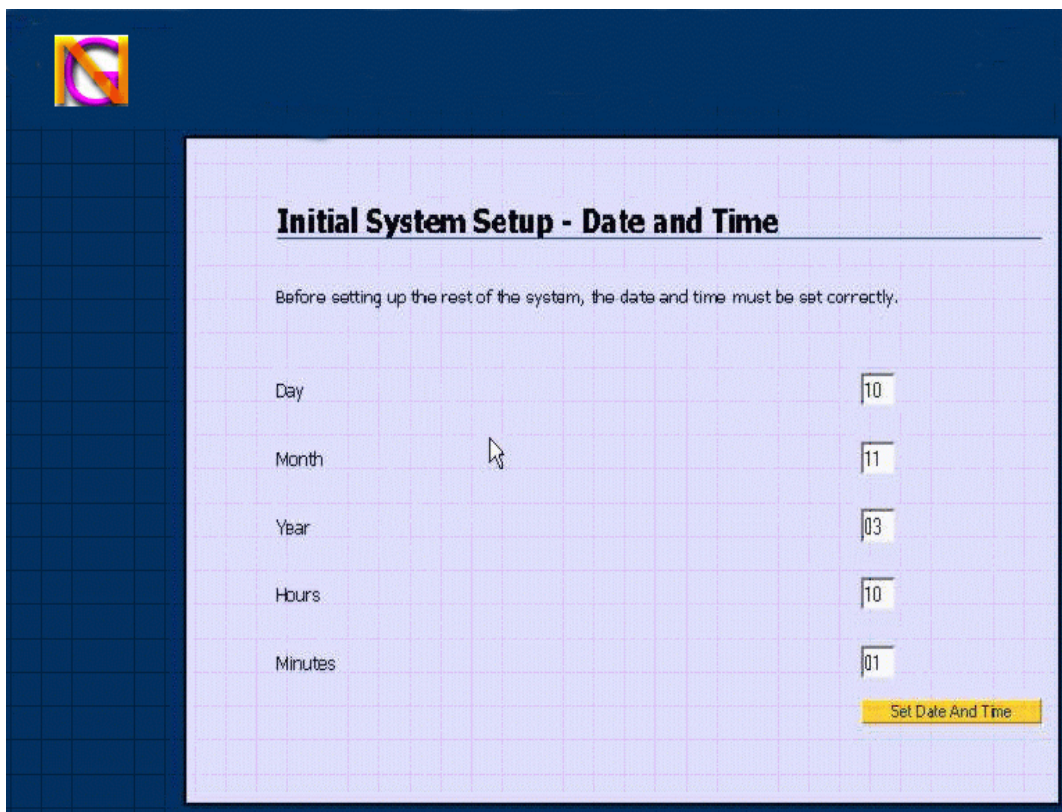 NG
Initial System Setup - Date and Time
Before setting up the rest of the system, the date and time must be set correctly.
Day 10
Month 11
Year 03
Hours 10
Minutes 01
Set Date And Time